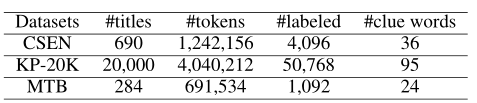 Datasets #titles #tokens #labeled #clue words
CSEN 690 1,242,156 4,096 36
KP-20K 20,000 4,040,212 50,768 95
MTB 284 691,534 1,092 24